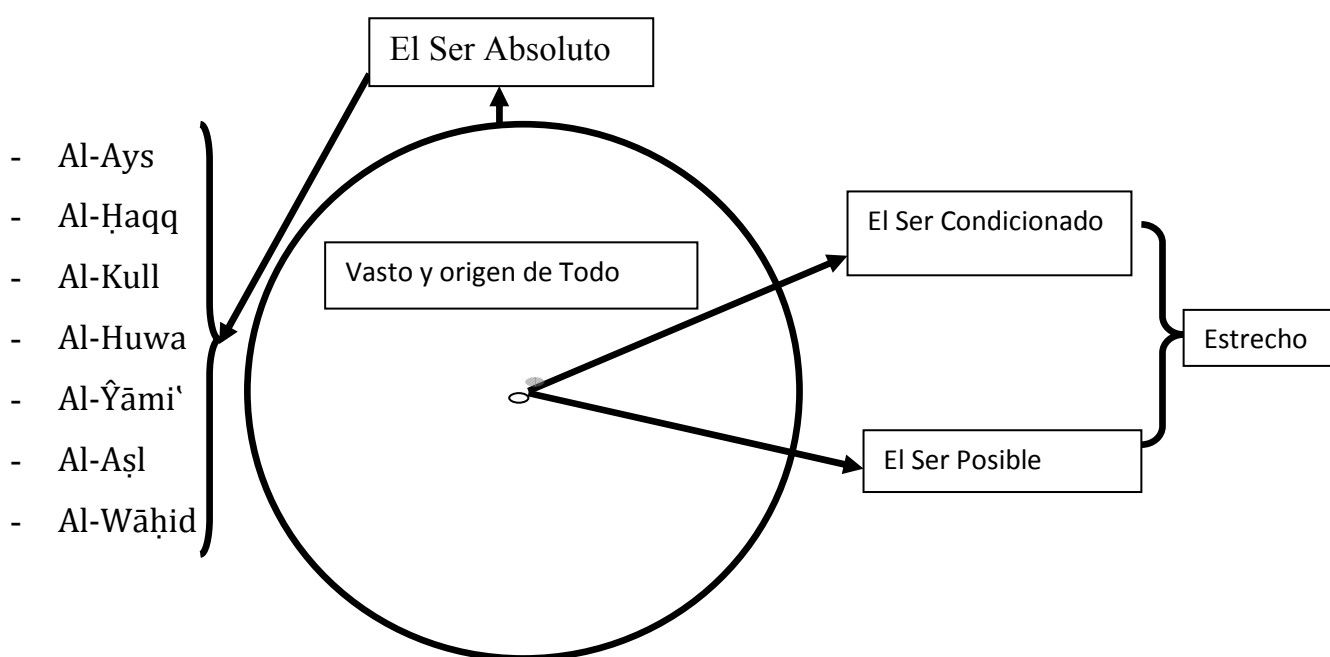 El Ser Absoluto
- Al-Ays
- Al-Ḥaqq
- Al-Kull
- Al-Huwa
- Al-Ŷāmiʿ
- Al-Aṣl
- Al-Wāḥid
Vasto y origen de Todo
El Ser Condicionado
El Ser Posible
Estrecho